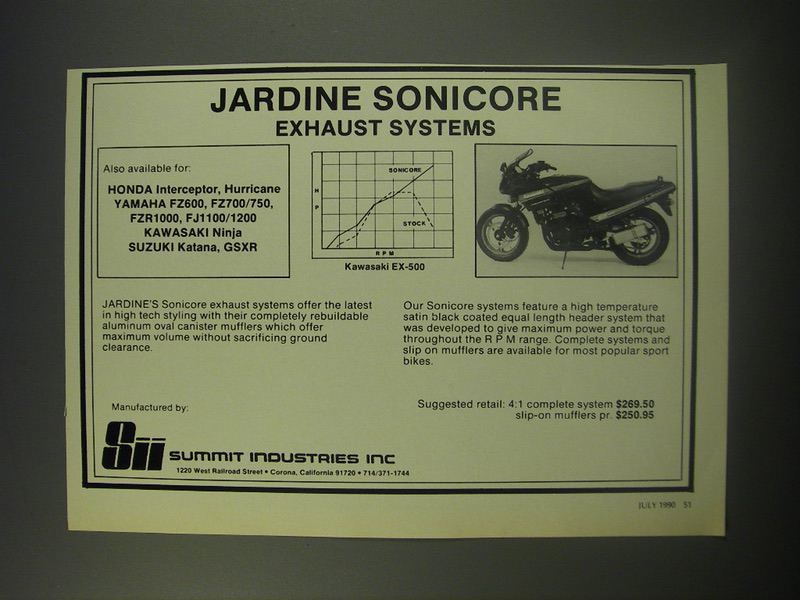 JARDINE SONICORE
EXHAUST SYSTEMS
Also available for:
HONDA Interceptor, Hurricane
YAMAHA FZ600, FZ700/750,
FZR1000, FJ1100/1200
KAWASAKI Ninja
SUZUKI Katana, GSXR
SONICORE
H
P
STOCK
R P M
Kawasaki EX-500
JARDINE'S Sonicore exhaust systems offer the latest
in high tech styling with their completely rebuildable
aluminum oval canister mufflers which offer
maximum volume without sacrificing ground
clearance.
Our Sonicore systems feature a high temperature
satin black coated equal length header system that
was developed to give maximum power and torque
throughout the R P M range. Complete systems and
slip on mufflers are available for most popular sport
bikes.
Suggested retail: 4:1 complete system $269.50
slip-on mufflers pr. $250.95
Manufactured by:
Sii SUMMIT INDUSTRIES INC
1220 West Railroad Street • Corona, California 91720 • 714/371-1744
JULY 1990 51